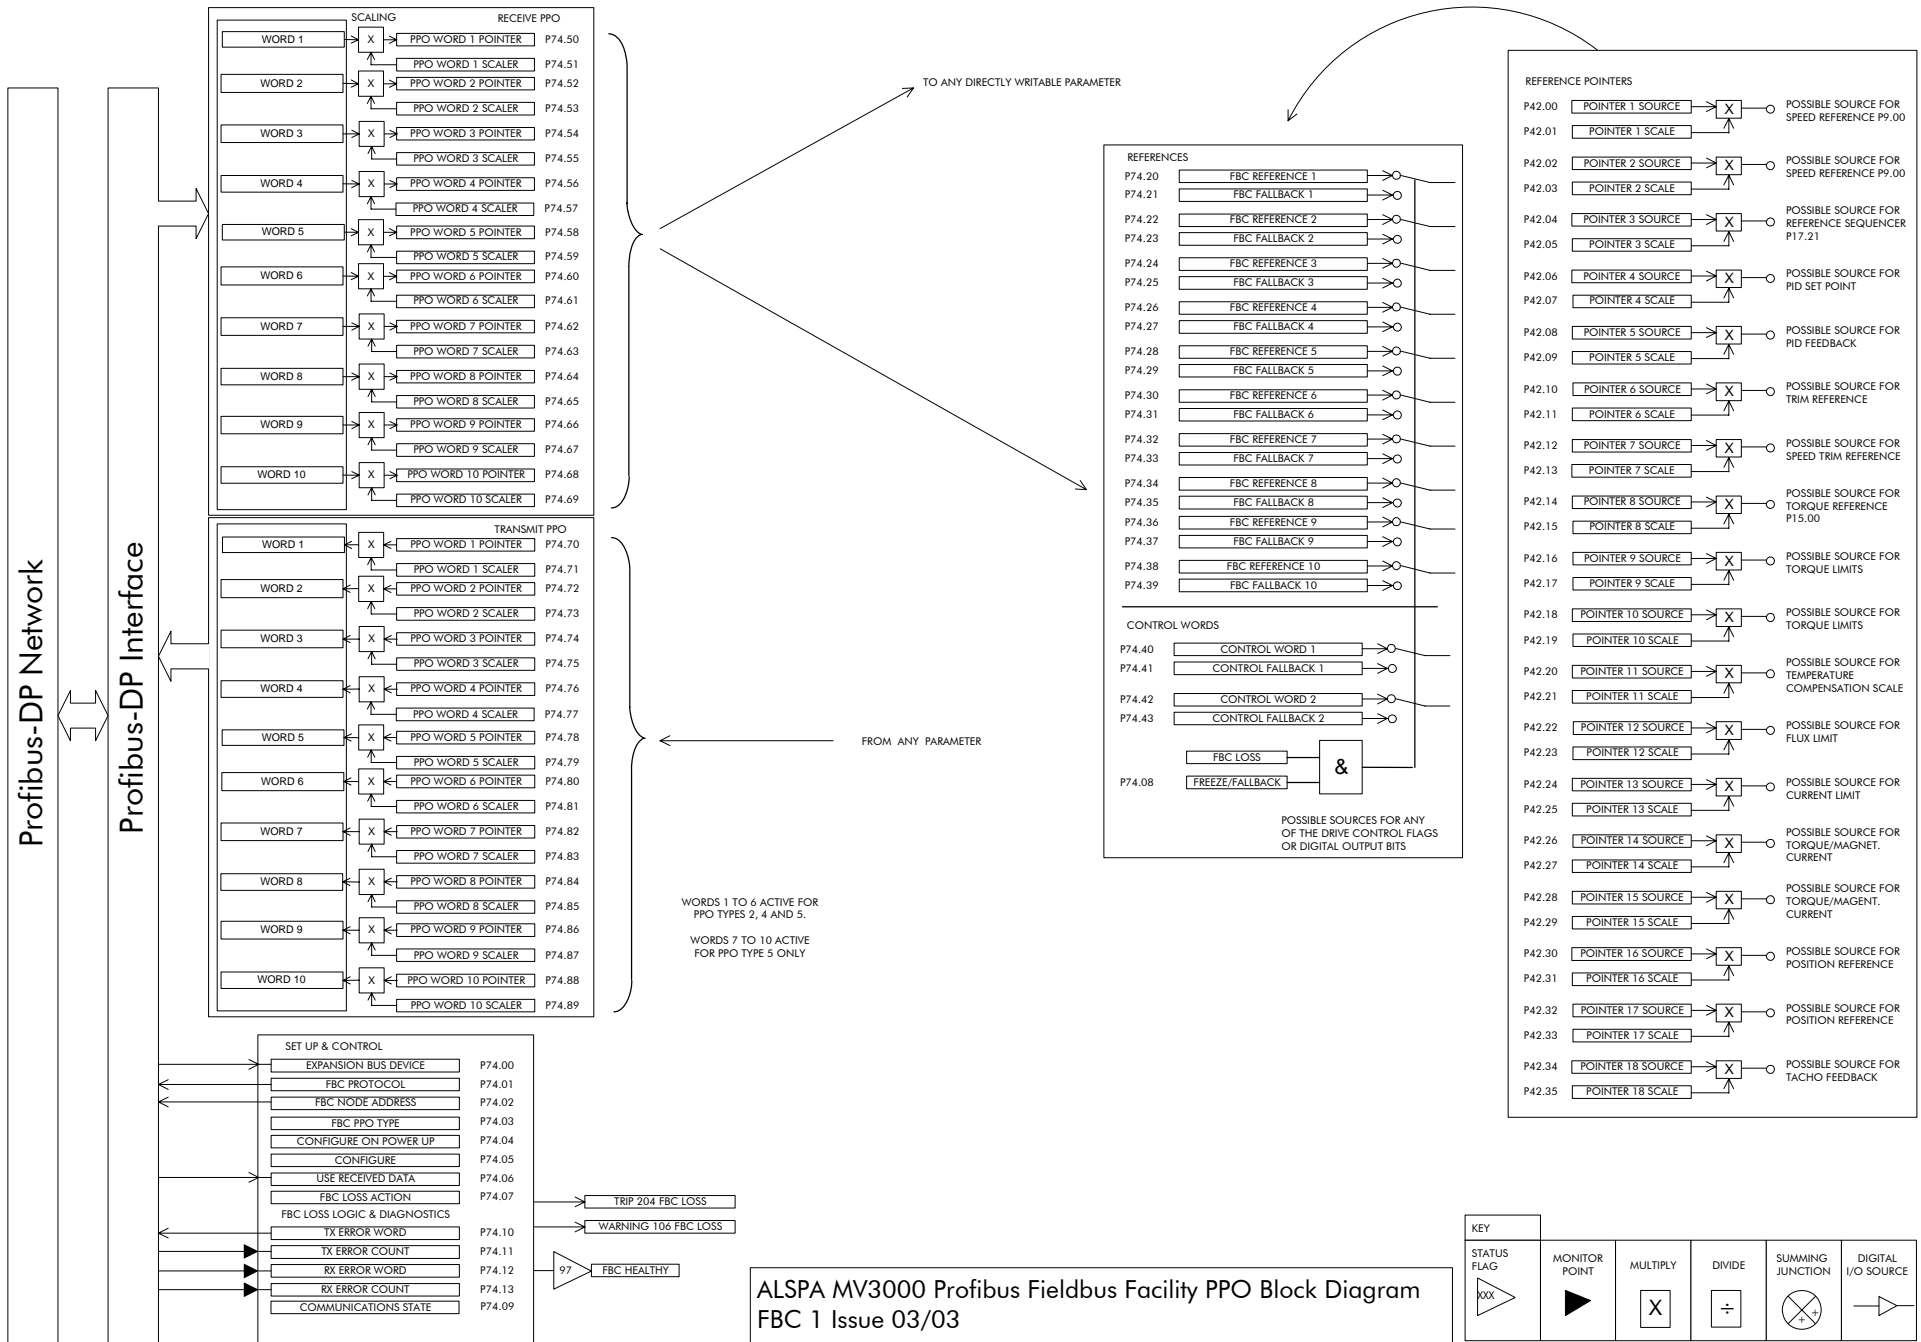 Profibus-DP Network
Profibus-DP Interface
SCALING RECEIVE PPO
WORD 1 X PPO WORD 1 POINTER P74.50
PPO WORD 1 SCALER P74.51
WORD 2 X PPO WORD 2 POINTER P74.52
PPO WORD 2 SCALER P74.53
WORD 3 X PPO WORD 3 POINTER P74.54
PPO WORD 3 SCALER P74.55
WORD 4 X PPO WORD 4 POINTER P74.56
PPO WORD 4 SCALER P74.57
WORD 5 X PPO WORD 5 POINTER P74.58
PPO WORD 5 SCALER P74.59
WORD 6 X PPO WORD 6 POINTER P74.60
PPO WORD 6 SCALER P74.61
WORD 7 X PPO WORD 7 POINTER P74.62
PPO WORD 7 SCALER P74.63
WORD 8 X PPO WORD 8 POINTER P74.64
PPO WORD 8 SCALER P74.65
WORD 9 X PPO WORD 9 POINTER P74.66
PPO WORD 9 SCALER P74.67
WORD 10 X PPO WORD 10 POINTER P74.68
PPO WORD 10 SCALER P74.69
TRANSMIT PPO
WORD 1 X PPO WORD 1 POINTER P74.70
PPO WORD 1 SCALER P74.71
WORD 2 X PPO WORD 2 POINTER P74.72
PPO WORD 2 SCALER P74.73
WORD 3 X PPO WORD 3 POINTER P74.74
PPO WORD 3 SCALER P74.75
WORD 4 X PPO WORD 4 POINTER P74.76
PPO WORD 4 SCALER P74.77
WORD 5 X PPO WORD 5 POINTER P74.78
PPO WORD 5 SCALER P74.79
WORD 6 X PPO WORD 6 POINTER P74.80
PPO WORD 6 SCALER P74.81
WORD 7 X PPO WORD 7 POINTER P74.82
PPO WORD 7 SCALER P74.83
WORD 8 X PPO WORD 8 POINTER P74.84
PPO WORD 8 SCALER P74.85
WORD 9 X PPO WORD 9 POINTER P74.86
PPO WORD 9 SCALER P74.87
WORD 10 X PPO WORD 10 POINTER P74.88
PPO WORD 10 SCALER P74.89
SET UP & CONTROL
EXPANSION BUS DEVICE P74.00
FBC PROTOCOL P74.01
FBC NODE ADDRESS P74.02
FBC PPO TYPE P74.03
CONFIGURE ON POWER UP P74.04
CONFIGURE P74.05
USE RECEIVED DATA P74.06
FBC LOSS ACTION P74.07
FBC LOSS LOGIC & DIAGNOSTICS
TX ERROR WORD P74.10
TX ERROR COUNT P74.11
RX ERROR WORD P74.12
RX ERROR COUNT P74.13
COMMUNICATIONS STATE P74.09
TRIP 204 FBC LOSS
WARNING 106 FBC LOSS
97 FBC HEALTHY
TO ANY DIRECTLY WRITABLE PARAMETER
FROM ANY PARAMETER
WORDS 1 TO 6 ACTIVE FOR
PPO TYPES 2, 4 AND 5.
WORDS 7 TO 10 ACTIVE
FOR PPO TYPE 5 ONLY
REFERENCES
P74.20 FBC REFERENCE 1
P74.21 FBC FALLBACK 1
P74.22 FBC REFERENCE 2
P74.23 FBC FALLBACK 2
P74.24 FBC REFERENCE 3
P74.25 FBC FALLBACK 3
P74.26 FBC REFERENCE 4
P74.27 FBC FALLBACK 4
P74.28 FBC REFERENCE 5
P74.29 FBC FALLBACK 5
P74.30 FBC REFERENCE 6
P74.31 FBC FALLBACK 6
P74.32 FBC REFERENCE 7
P74.33 FBC FALLBACK 7
P74.34 FBC REFERENCE 8
P74.35 FBC FALLBACK 8
P74.36 FBC REFERENCE 9
P74.37 FBC FALLBACK 9
P74.38 FBC REFERENCE 10
P74.39 FBC FALLBACK 10
CONTROL WORDS
P74.40 CONTROL WORD 1
P74.41 CONTROL FALLBACK 1
P74.42 CONTROL WORD 2
P74.43 CONTROL FALLBACK 2
FBC LOSS
&
P74.08 FREEZE/FALLBACK
POSSIBLE SOURCES FOR ANY
OF THE DRIVE CONTROL FLAGS
OR DIGITAL OUTPUT BITS
REFERENCE POINTERS
P42.00 POINTER 1 SOURCE X POSSIBLE SOURCE FOR
SPEED REFERENCE P9.00
P42.01 POINTER 1 SCALE
P42.02 POINTER 2 SOURCE X POSSIBLE SOURCE FOR
SPEED REFERENCE P9.00
P42.03 POINTER 2 SCALE
P42.04 POINTER 3 SOURCE X POSSIBLE SOURCE FOR
REFERENCE SEQUENCER
P17.21
P42.05 POINTER 3 SCALE
P42.06 POINTER 4 SOURCE X POSSIBLE SOURCE FOR
PID SET POINT
P42.07 POINTER 4 SCALE
P42.08 POINTER 5 SOURCE X POSSIBLE SOURCE FOR
PID FEEDBACK
P42.09 POINTER 5 SCALE
P42.10 POINTER 6 SOURCE X POSSIBLE SOURCE FOR
TRIM REFERENCE
P42.11 POINTER 6 SCALE
P42.12 POINTER 7 SOURCE X POSSIBLE SOURCE FOR
SPEED TRIM REFERENCE
P42.13 POINTER 7 SCALE
P42.14 POINTER 8 SOURCE X POSSIBLE SOURCE FOR
TORQUE REFERENCE
P15.00
P42.15 POINTER 8 SCALE
P42.16 POINTER 9 SOURCE X POSSIBLE SOURCE FOR
TORQUE LIMITS
P42.17 POINTER 9 SCALE
P42.18 POINTER 10 SOURCE X POSSIBLE SOURCE FOR
TORQUE LIMITS
P42.19 POINTER 10 SCALE
P42.20 POINTER 11 SOURCE X POSSIBLE SOURCE FOR
TEMPERATURE
COMPENSATION SCALE
P42.21 POINTER 11 SCALE
P42.22 POINTER 12 SOURCE X POSSIBLE SOURCE FOR
FLUX LIMIT
P42.23 POINTER 12 SCALE
P42.24 POINTER 13 SOURCE X POSSIBLE SOURCE FOR
CURRENT LIMIT
P42.25 POINTER 13 SCALE
P42.26 POINTER 14 SOURCE X POSSIBLE SOURCE FOR
TORQUE/MAGNET.
CURRENT
P42.27 POINTER 14 SCALE
P42.28 POINTER 15 SOURCE X POSSIBLE SOURCE FOR
TORQUE/MAGENT.
CURRENT
P42.29 POINTER 15 SCALE
P42.30 POINTER 16 SOURCE X POSSIBLE SOURCE FOR
POSITION REFERENCE
P42.31 POINTER 16 SCALE
P42.32 POINTER 17 SOURCE X POSSIBLE SOURCE FOR
POSITION REFERENCE
P42.33 POINTER 17 SCALE
P42.34 POINTER 18 SOURCE X POSSIBLE SOURCE FOR
TACHO FEEDBACK
P42.35 POINTER 18 SCALE
ALSPA MV3000 Profibus Fieldbus Facility PPO Block Diagram
FBC 1 Issue 03/03
KEY
STATUS
FLAG
XXX
MONITOR
POINT
MULTIPLY
X
DIVIDE
÷
SUMMING
JUNCTION
+
+
DIGITAL
I/O SOURCE